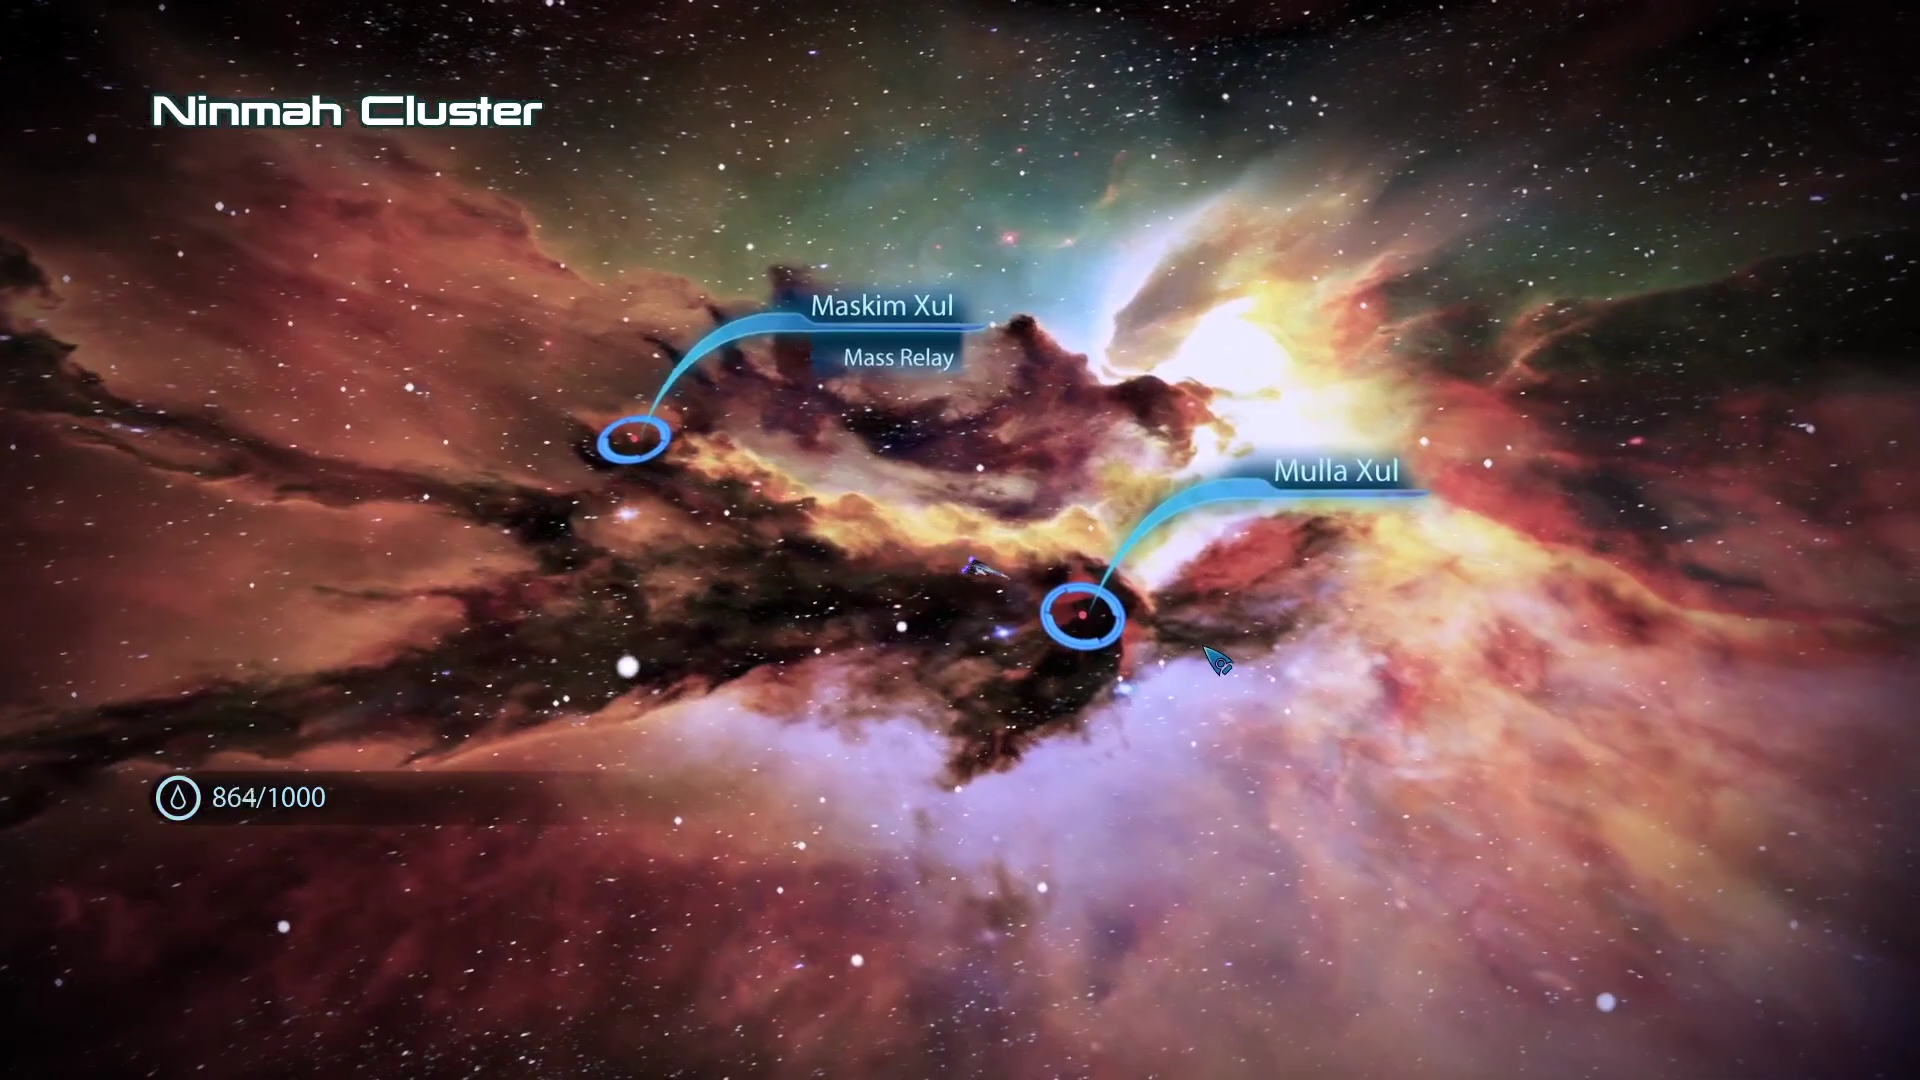 Ninmah Cluster
Maskim Xul
Mass Relay
Mulla Xul
864/1000